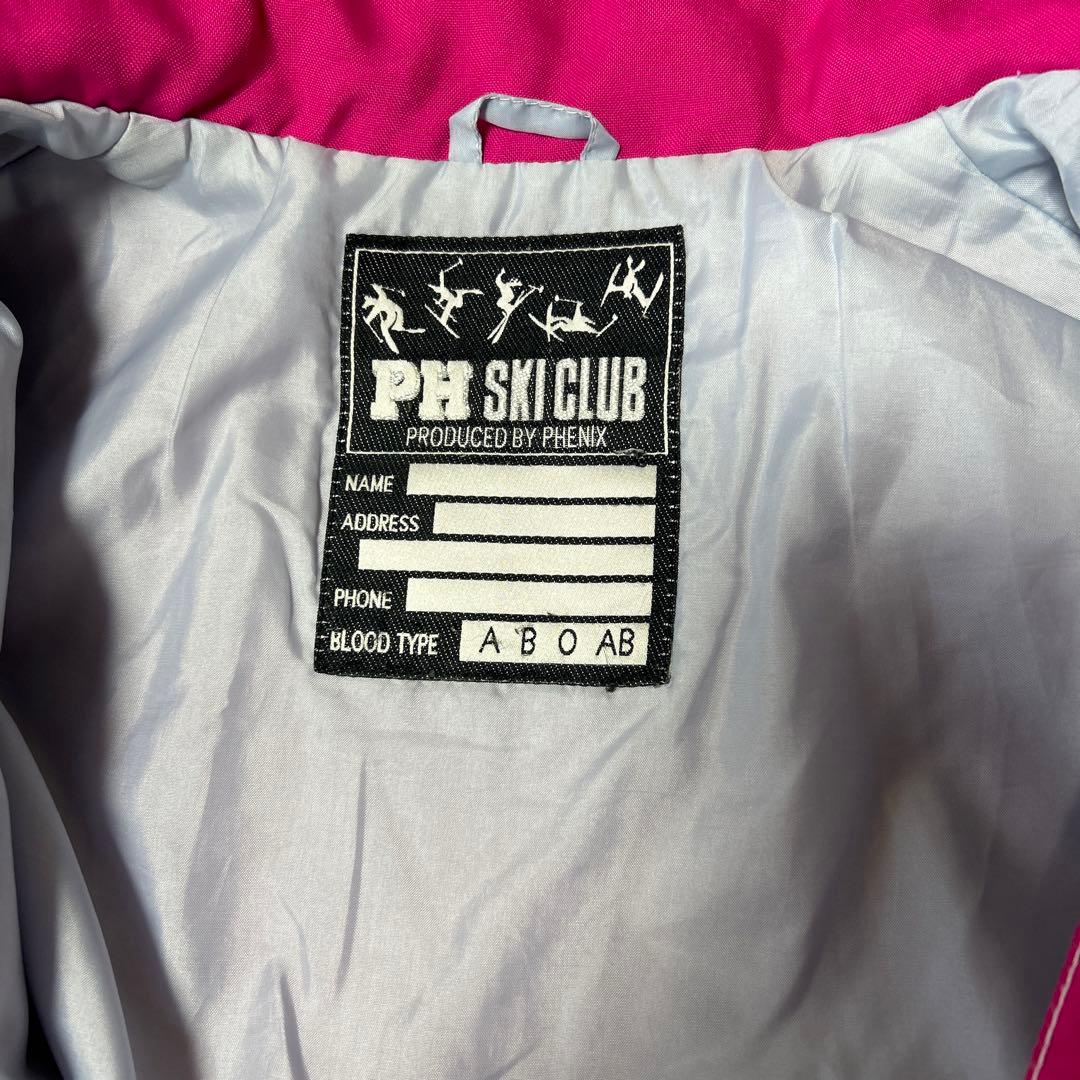 PH SKI CLUB
PRODUCED BY PHENIX
NAME
ADDRESS
PHONE
BLOOD TYPE A B O AB